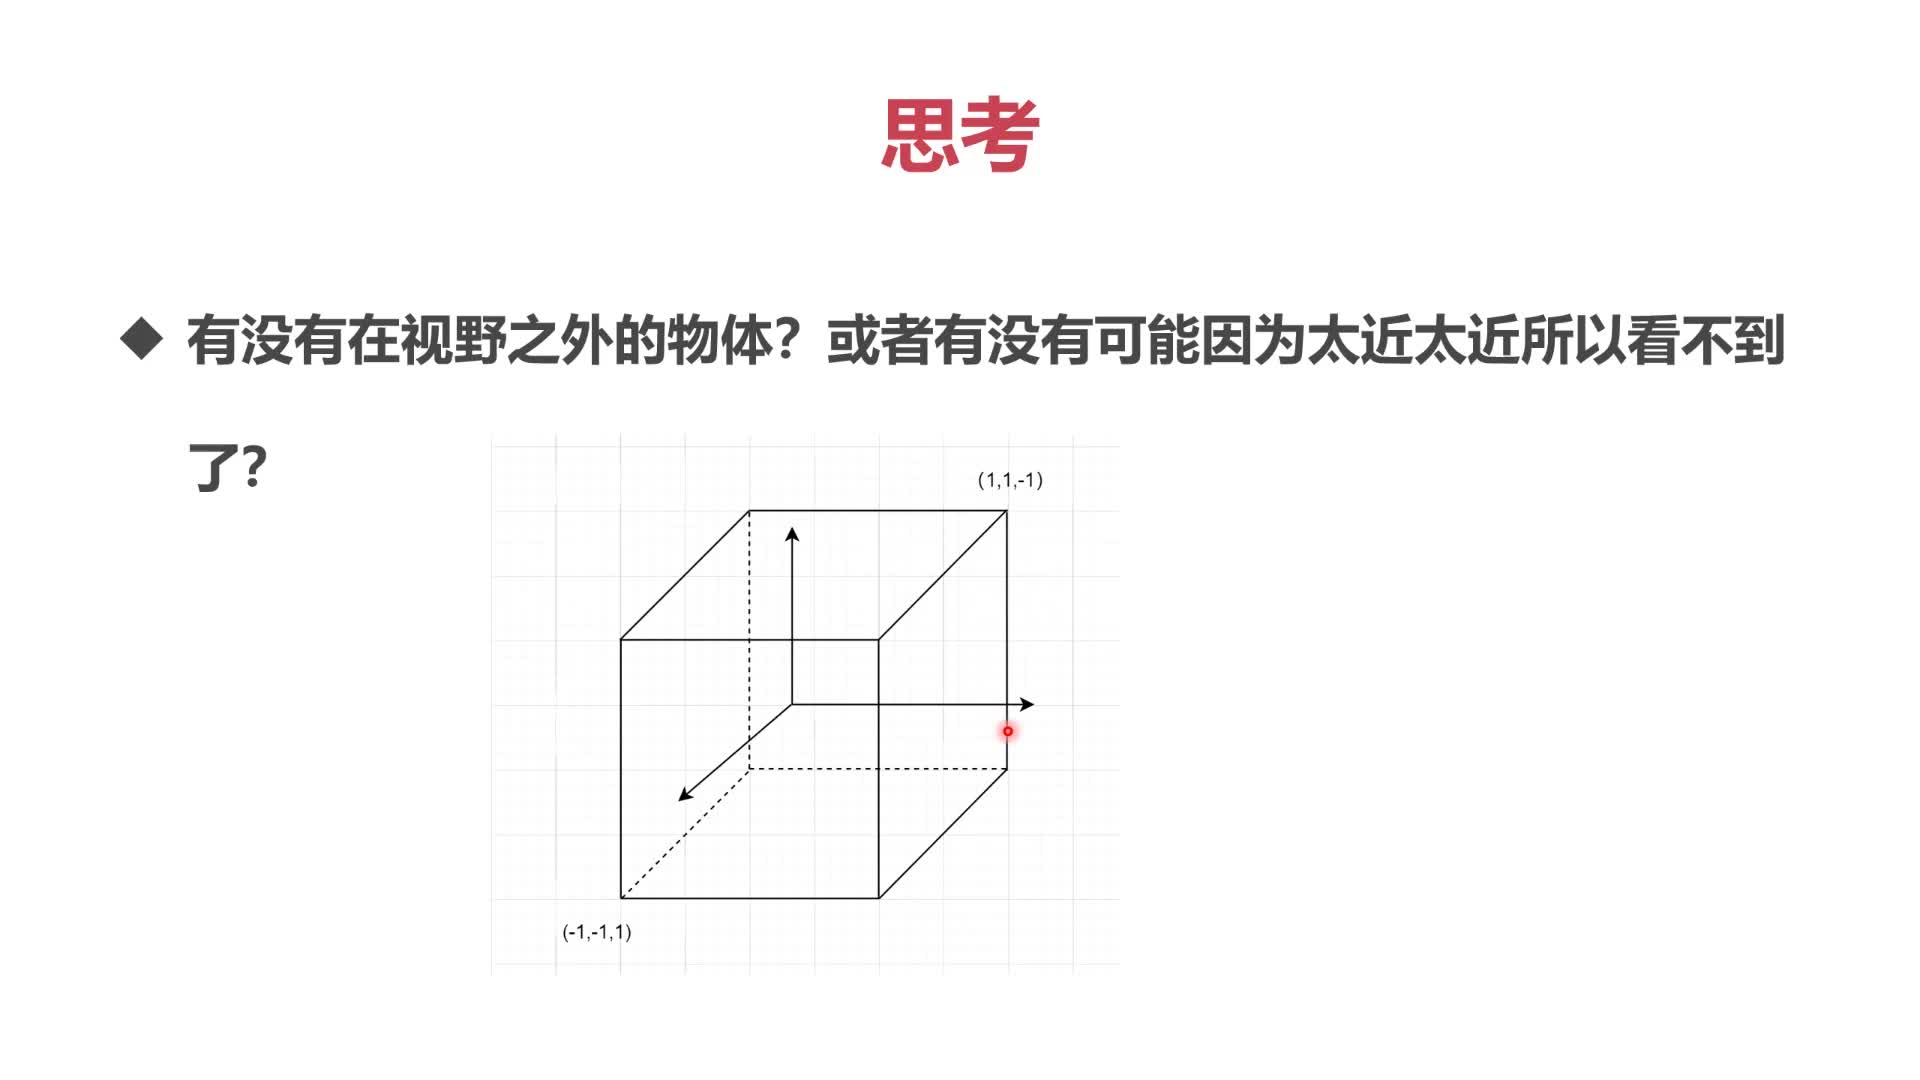 思考
有没有在视野之外的物体？或者有没有可能因为太近太近所以看不到
了？
(1,1,-1)
(-1,-1,1)